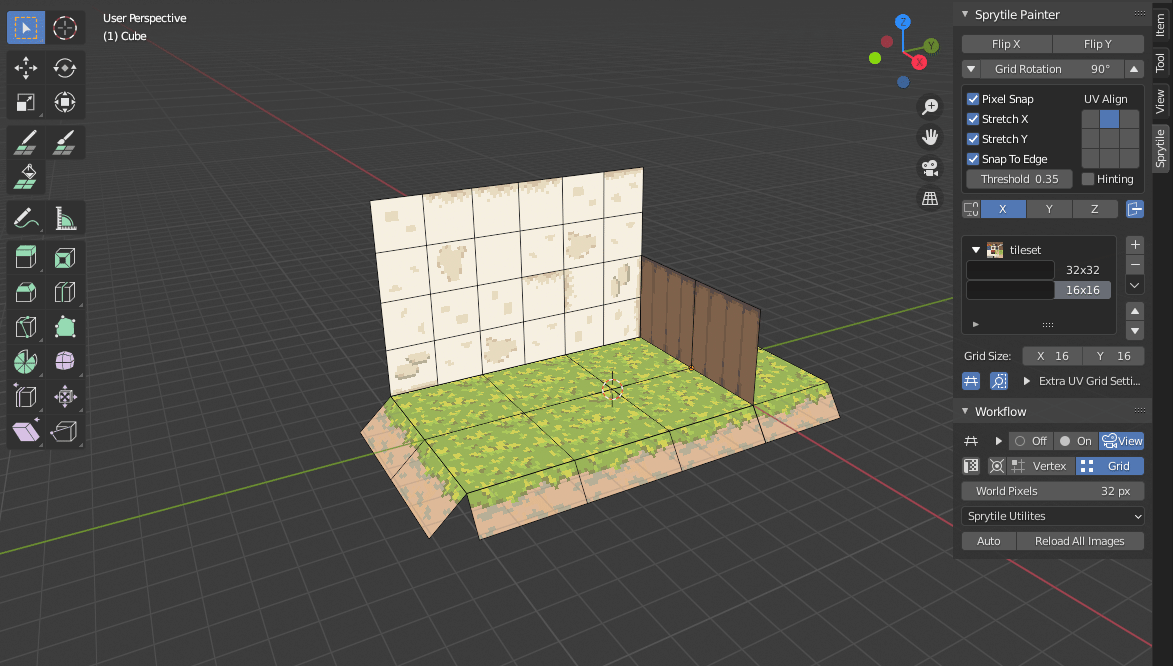 User Perspective
(1) Cube
Z
Y
X
Sprytile Painter
Flip X Flip Y
Grid Rotation 90°
Pixel Snap UV Align
Stretch X
Stretch Y
Snap To Edge
Threshold 0.35 Hinting
X Y Z
tileset
32x32
16x16
Grid Size: X 16 Y 16
Extra UV Grid Setti...
Workflow
Off On View
Vertex Grid
World Pixels 32 px
Sprytile Utilites
Auto Reload All Images
Item
Tool
View
Sprytile